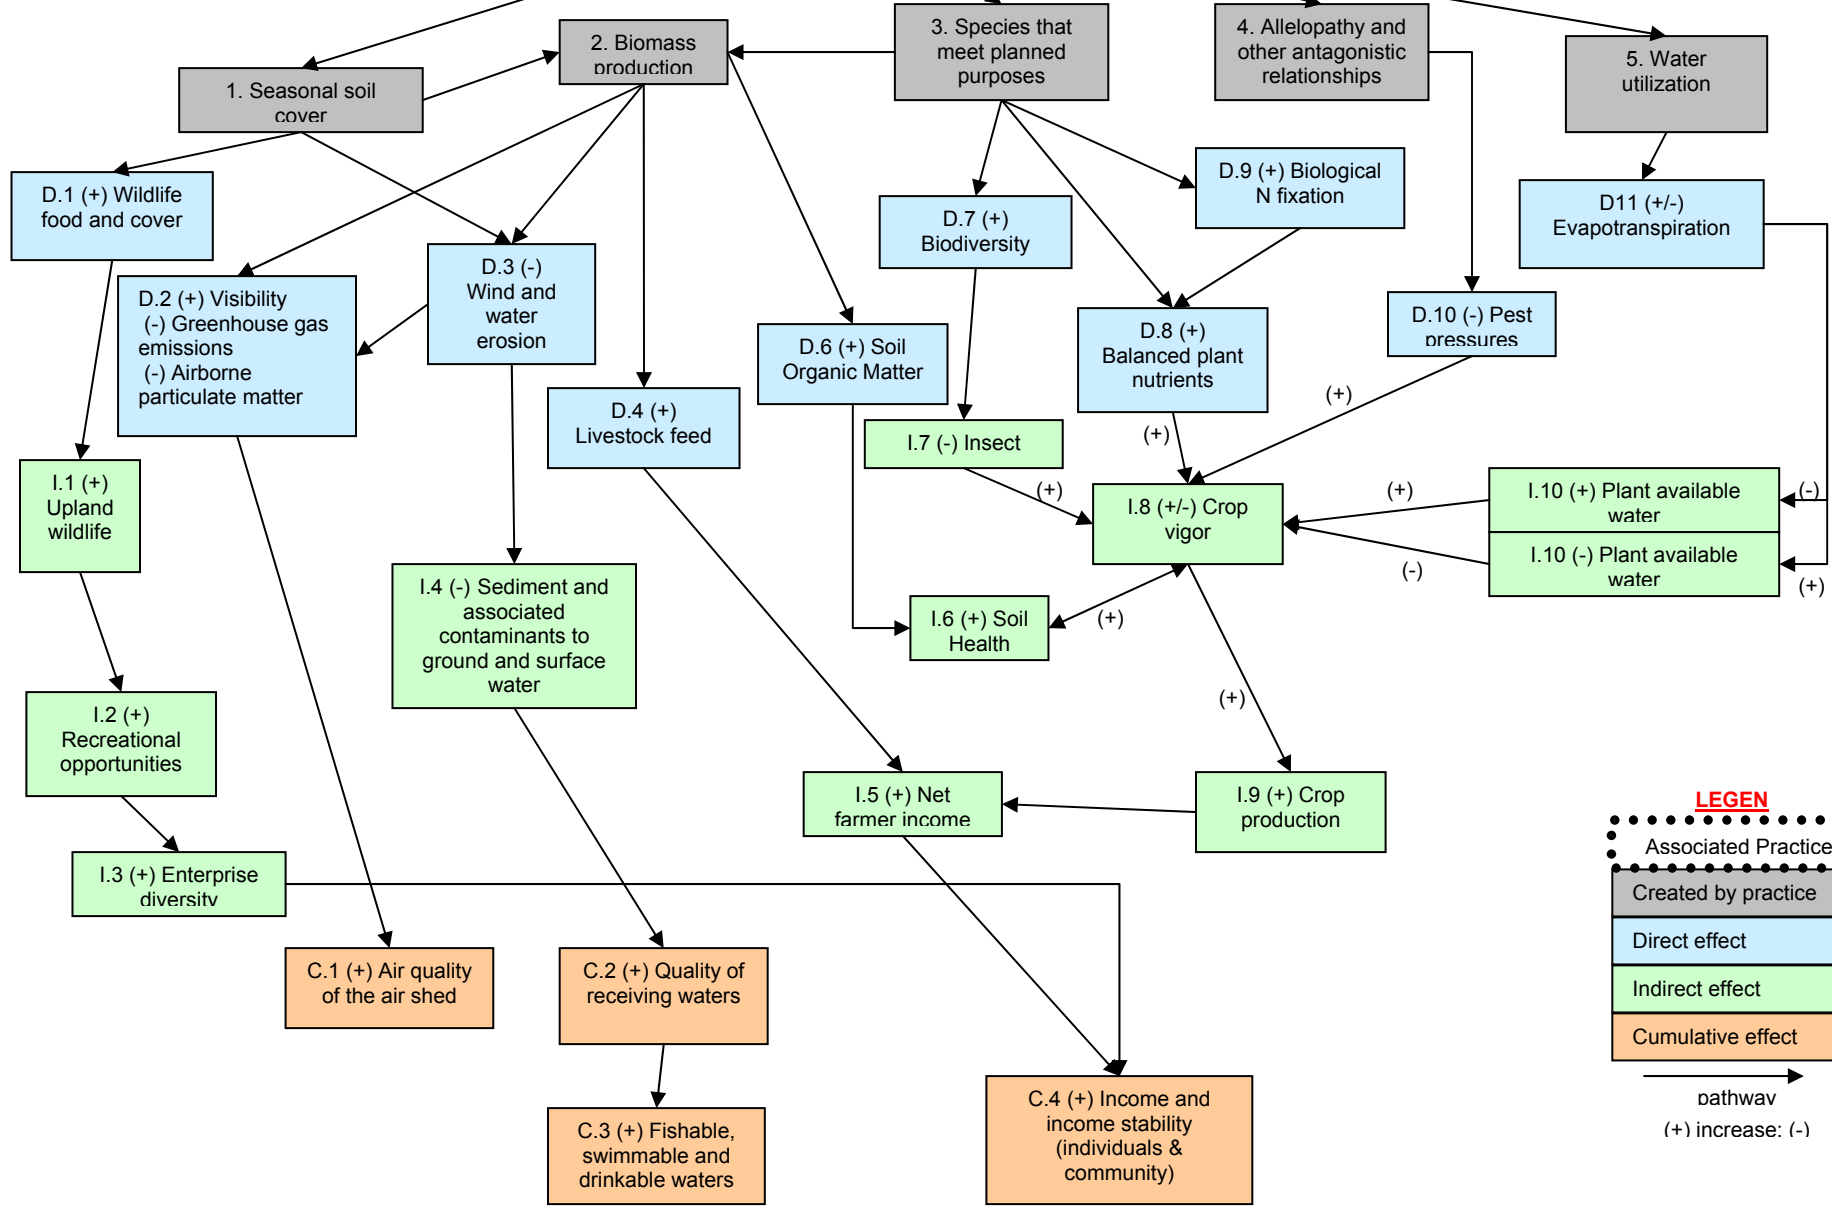 1. Seasonal soil
cover
2. Biomass
production
3. Species that
meet planned
purposes
4. Allelopathy and
other antagonistic
relationships
5. Water
utilization
D.1 (+) Wildlife
food and cover
D.2 (+) Visibility
(-) Greenhouse gas
emissions
(-) Airborne
particulate matter
D.3 (-)
Wind and
water
erosion
D.4 (+)
Livestock feed
D.6 (+) Soil
Organic Matter
D.7 (+)
Biodiversity
D.9 (+) Biological
N fixation
D.8 (+)
Balanced plant
nutrients
D.10 (-) Pest
pressures
D11 (+/-)
Evapotranspiration
I.1 (+)
Upland
wildlife
I.7 (-) Insect
(+)
(+)
(+)
I.8 (+/-) Crop
vigor
(+)
I.10 (+) Plant available
water
(-)
I.10 (-) Plant available
water
(-)
(+)
I.4 (-) Sediment and
associated
contaminants to
ground and surface
water
I.6 (+) Soil
Health
(+)
(+)
I.2 (+)
Recreational
opportunities
I.5 (+) Net
farmer income
I.9 (+) Crop
production
I.3 (+) Enterprise
diversity
C.1 (+) Air quality
of the air shed
C.2 (+) Quality of
receiving waters
C.3 (+) Fishable,
swimmable and
drinkable waters
C.4 (+) Income and
income stability
(individuals &
community)
LEGEN
Associated Practice
Created by practice
Direct effect
Indirect effect
Cumulative effect
pathway
(+) increase; (-)